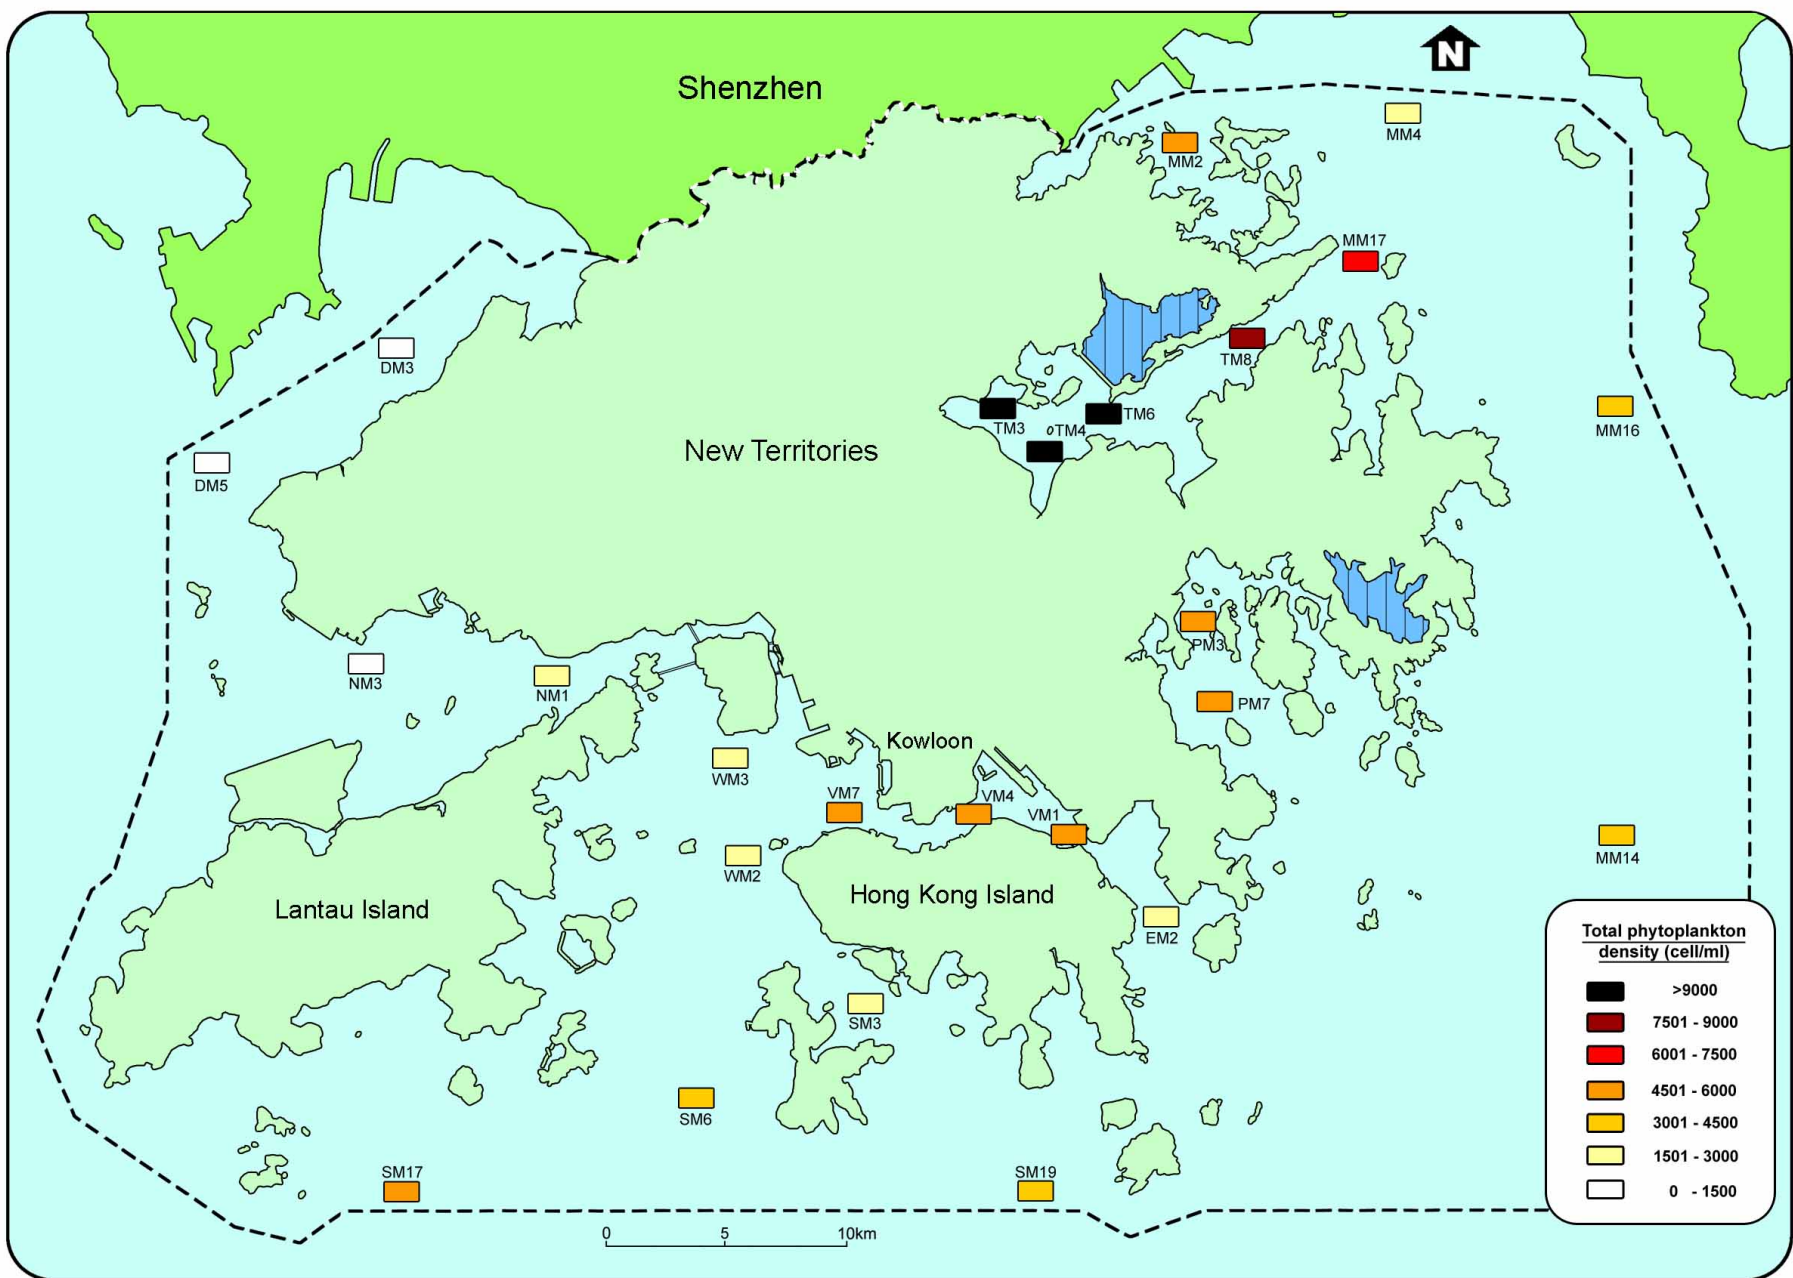 N
Shenzhen
MM4
MM2
MM17
DM3
TM8
TM6
TM3
TM4
MM16
New Territories
DM5
PM3
NM3
NM1
PM7
Kowloon
WM3
VM7
VM4
VM1
MM14
WM2
Hong Kong Island
Lantau Island
EM2
SM3
SM6
SM17
SM19
Total phytoplankton
density (cell/ml)
>9000
7501 - 9000
6001 - 7500
4501 - 6000
3001 - 4500
1501 - 3000
0 - 1500
0 5 10km